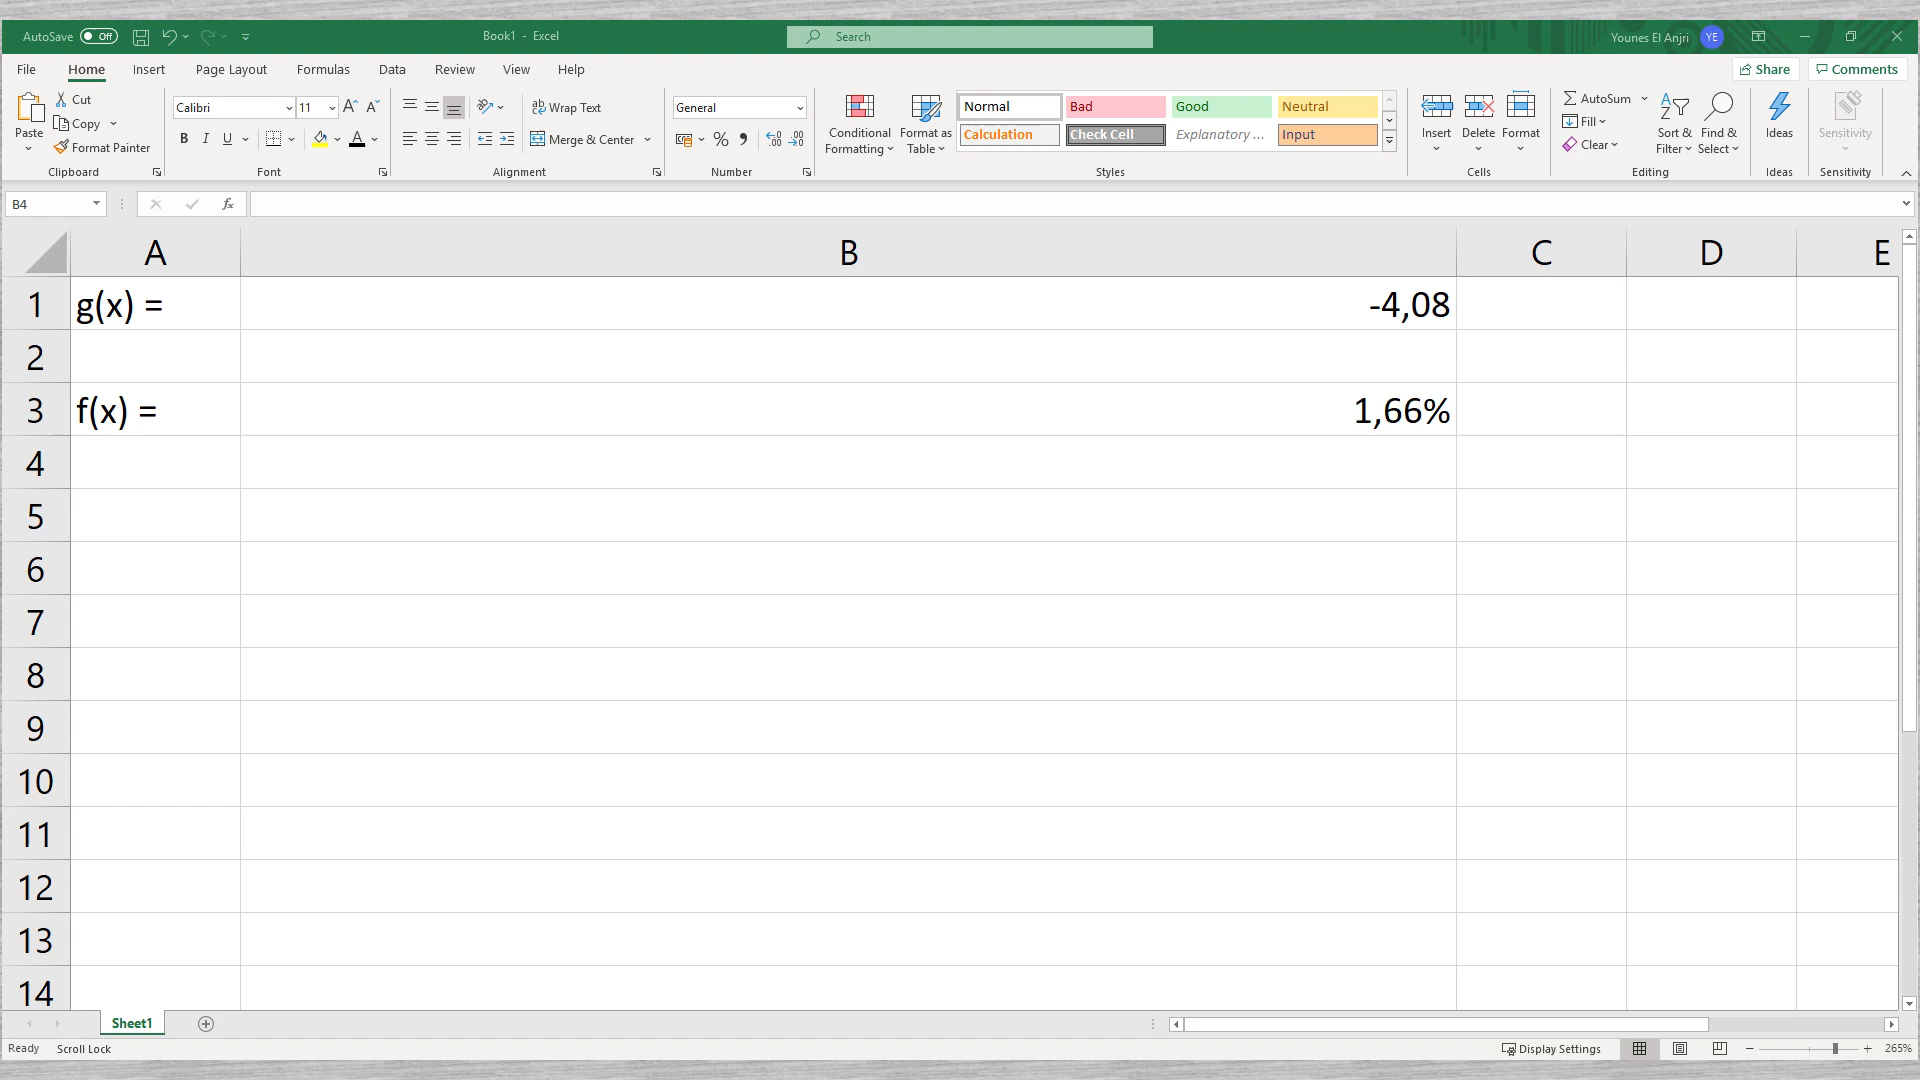 AutoSave Off Book1 - Excel Search Younes El Anjri YE
File Home Insert Page Layout Formulas Data Review View Help Share Comments
Paste Cut Copy Format Painter Clipboard
Calibri 11 A A B I U A Font
ab Wrap Text Merge & Center Alignment
General % Number
Conditional Formatting Format as Table
Normal Bad Good Neutral
Calculation Check Cell Explanatory ... Input
Styles
Insert Delete Format Cells
AutoSum Fill Clear Sort & Filter Find & Select Editing
Ideas Ideas
Sensitivity Sensitivity
B4 fx
A B C D E
1 g(x) = -4,08
2
3 f(x) = 1,66%
4
5
6
7
8
9
10
11
12
13
14
Sheet1
Ready Scroll Lock Display Settings 265%